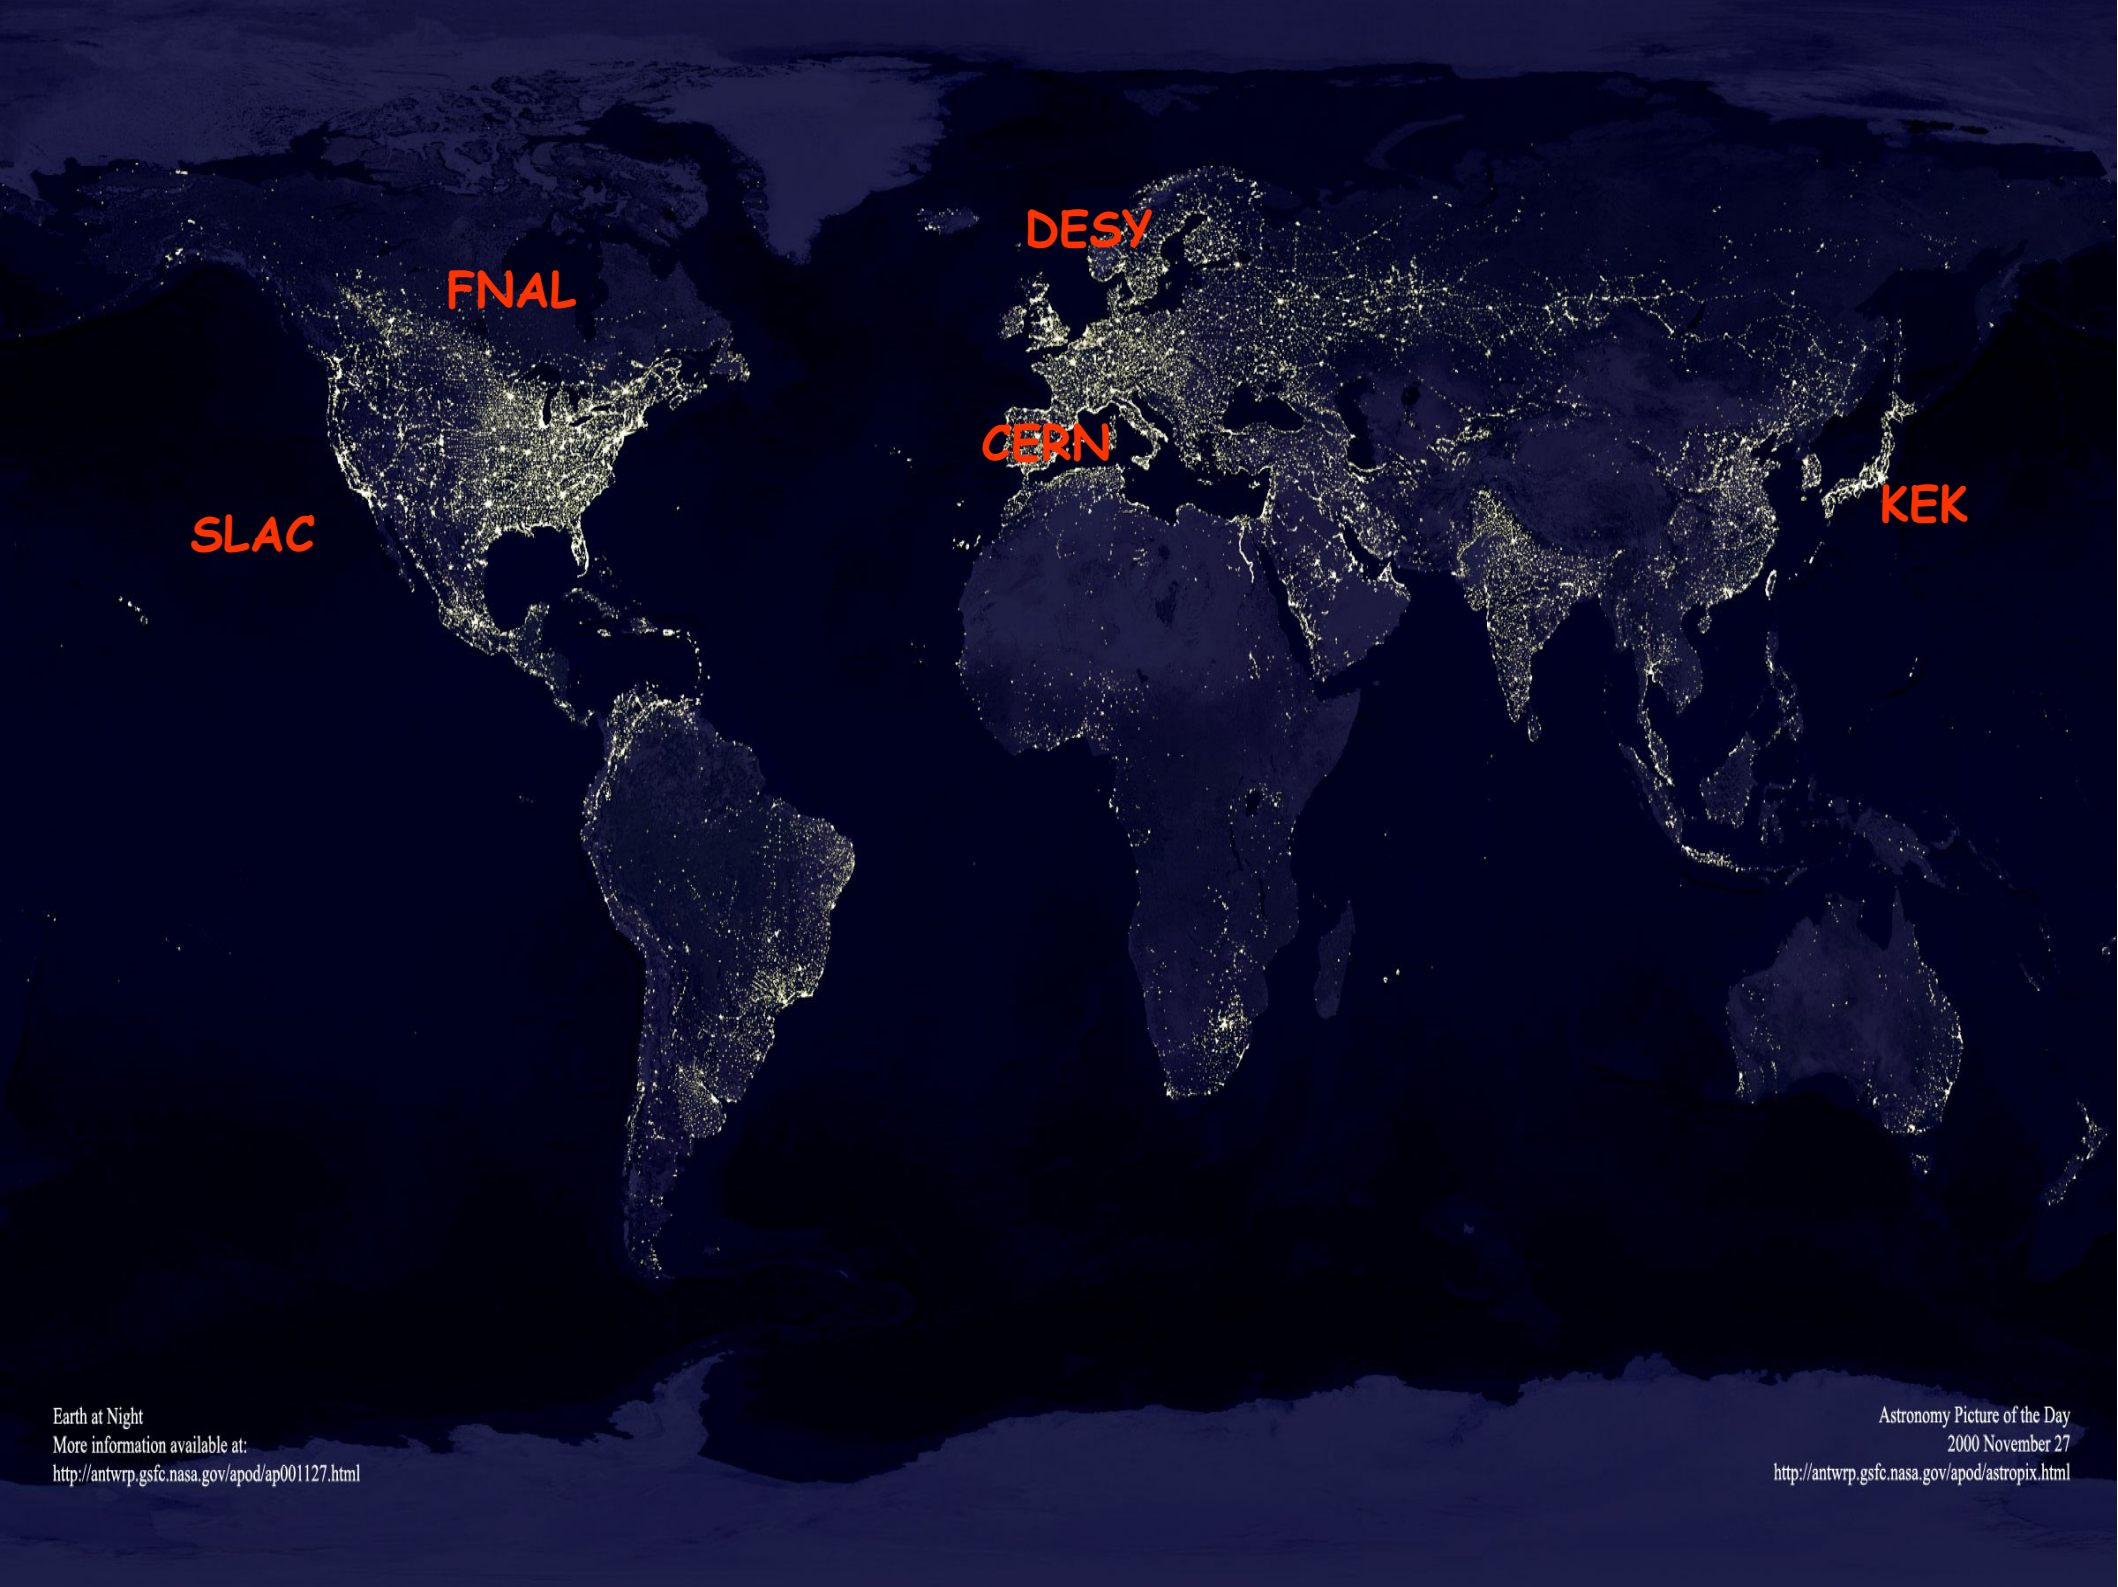 DESY
FNAL
CERN
KEK
SLAC
Earth at Night
More information available at:
http://antwrp.gsfc.nasa.gov/apod/ap001127.html
Astronomy Picture of the Day
2000 November 27
http://antwrp.gsfc.nasa.gov/apod/astropix.html